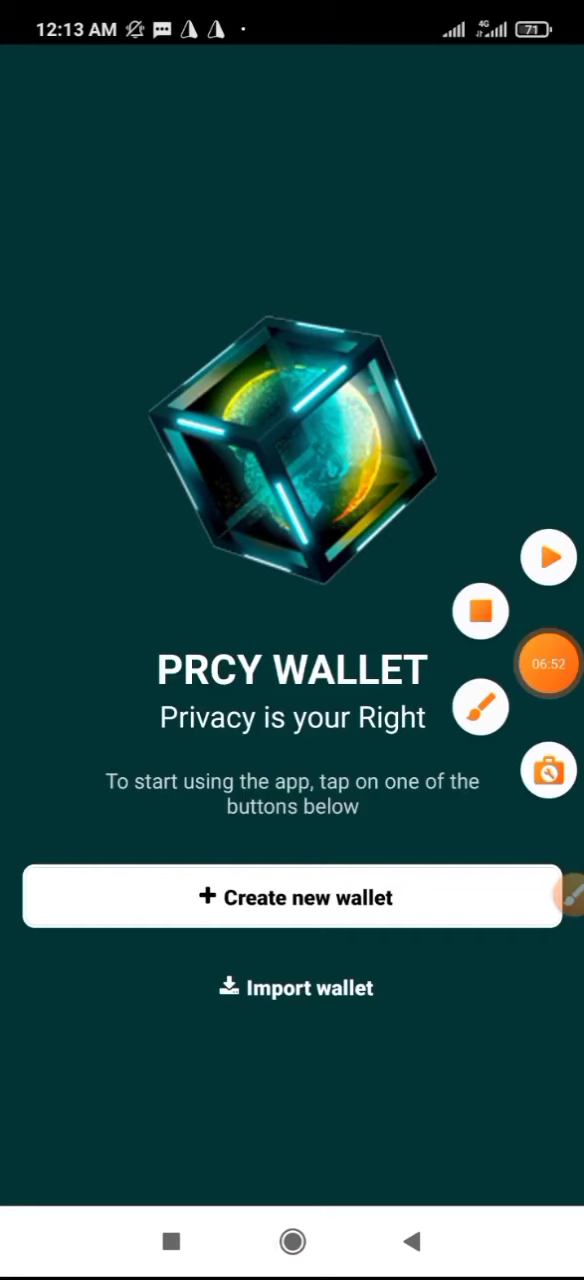 12:13 AM
4G
71
06:52
PRCY WALLET
Privacy is your Right
To start using the app, tap on one of the
buttons below
+ Create new wallet
Import wallet